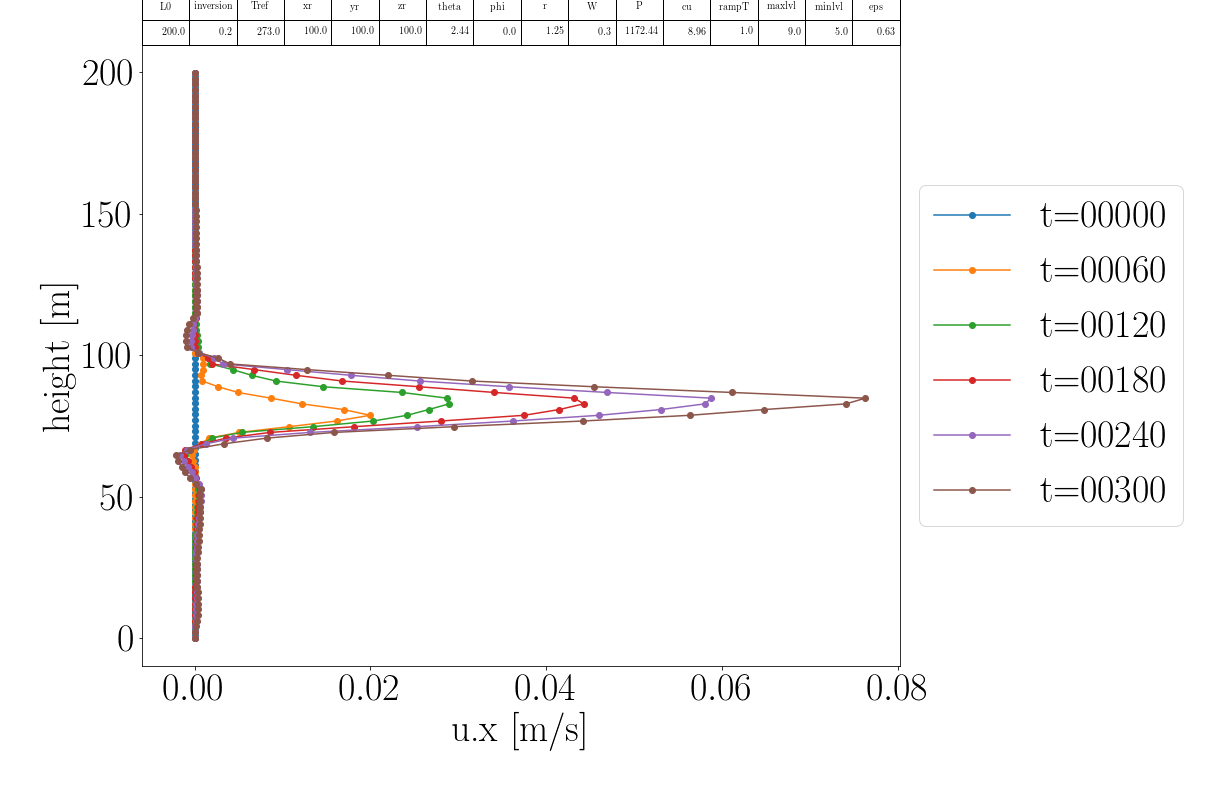 L0 inversion Tref xr yr zr theta phi r W P cu rampT maxlvl minlvl eps
200.0 0.2 273.0 100.0 100.0 100.0 2.44 0.0 1.25 0.3 1172.44 8.96 1.0 9.0 5.0 0.63
200
150
100
50
0
height [m]
0.00 0.02 0.04 0.06 0.08
u.x [m/s]
t=00000
t=00060
t=00120
t=00180
t=00240
t=00300